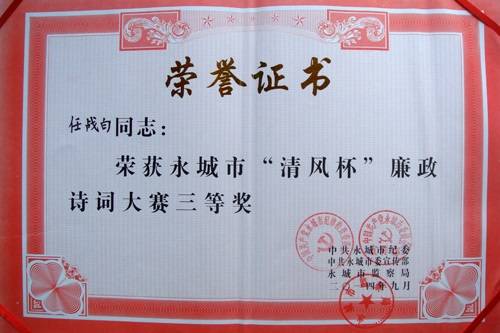 荣誉证书
任战白同志：
荣获永城市“清风杯”廉政
诗词大赛三等奖
中共永城市纪委
中共永城市委宣传部
永城市监察局
二〇一四年九月